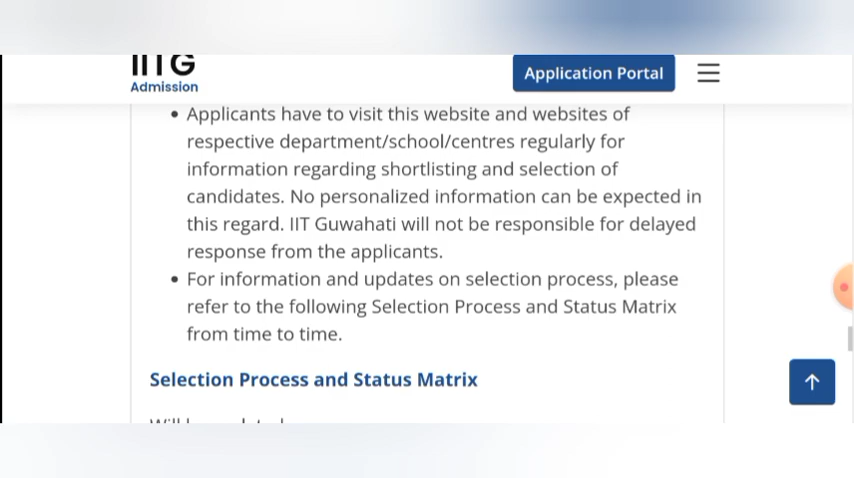 IITG
Admission
Application Portal
• Applicants have to visit this website and websites of
respective department/school/centres regularly for
information regarding shortlisting and selection of
candidates. No personalized information can be expected in
this regard. IIT Guwahati will not be responsible for delayed
response from the applicants.
• For information and updates on selection process, please
refer to the following Selection Process and Status Matrix
from time to time.
Selection Process and Status Matrix